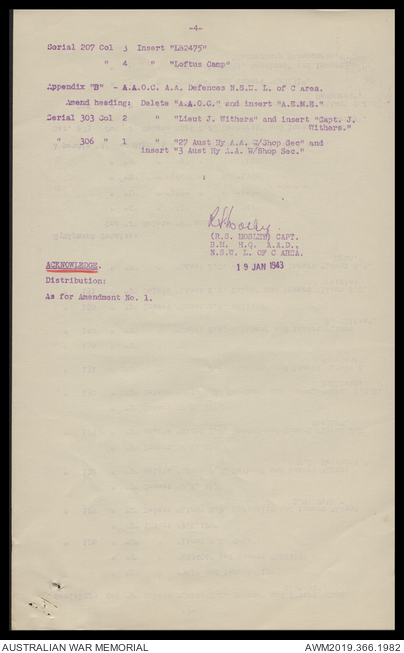 -4-
Serial 207 Col 3 Insert "LB2475"
" 4 " "Loftus Camp"
Appendix "B" - A.A.O.C. A.A. Defences N.S.W. L. of C area.
Amend heading: Delete "A.A.O.C." and insert "A.E.M.E."
Serial 303 Col 2 " "Lieut J. Withers" and insert "Capt. J.
Withers."
" 306 " 1 " "27 Aust Hy A.A. W/Shop Sec" and
insert "3 Aust Hy A.A. W/Shop Sec."
(R.S. MOSLEY) CAPT.
B.M. H.Q. A.A.D.,
N.S.W. L. OF C AREA.
19 JAN 1943
ACKNOWLEDGE.
Distribution:
As for Amendment No. 1.
AUSTRALIAN WAR MEMORIAL
AWM2019.366.1982